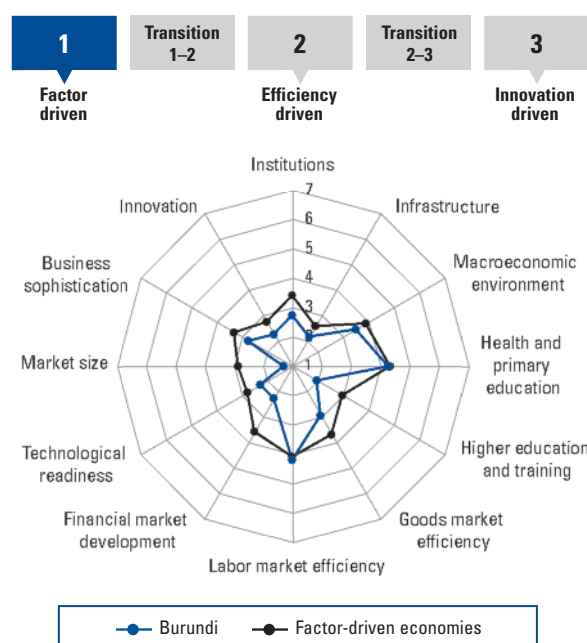 1
Transition
1–2
2
Transition
2–3
3
Factor
driven
Efficiency
driven
Innovation
driven
Institutions
7
Innovation
Infrastructure
6
5
Business
sophistication
Macroeconomic
environment
4
3
2
Market size
1
Health and
primary
education
Technological
readiness
Higher education
and training
Financial market
development
Goods market
efficiency
Labor market efficiency
Burundi
Factor-driven economies